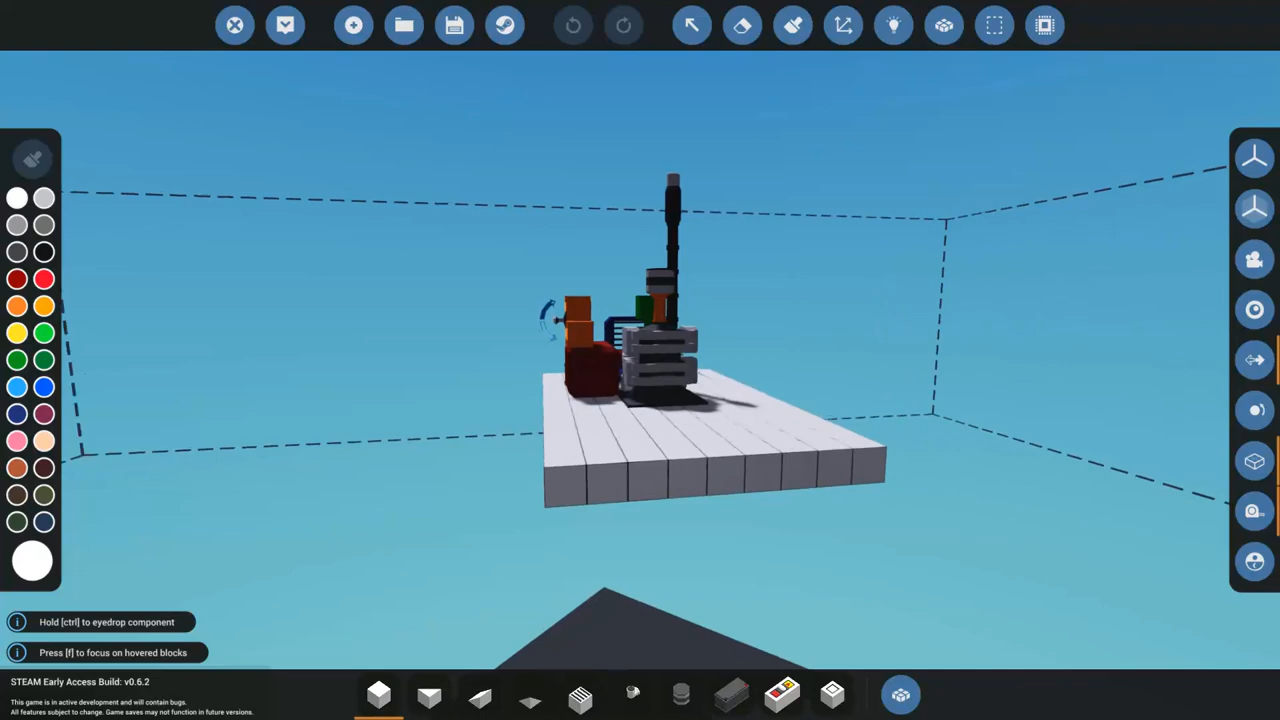 Hold [ctrl] to eyedrop component
Press [f] to focus on hovered blocks
STEAM Early Access Build: v0.6.2
This game is in active development and will contain bugs.
All features subject to change. Game saves may not function in future versions.